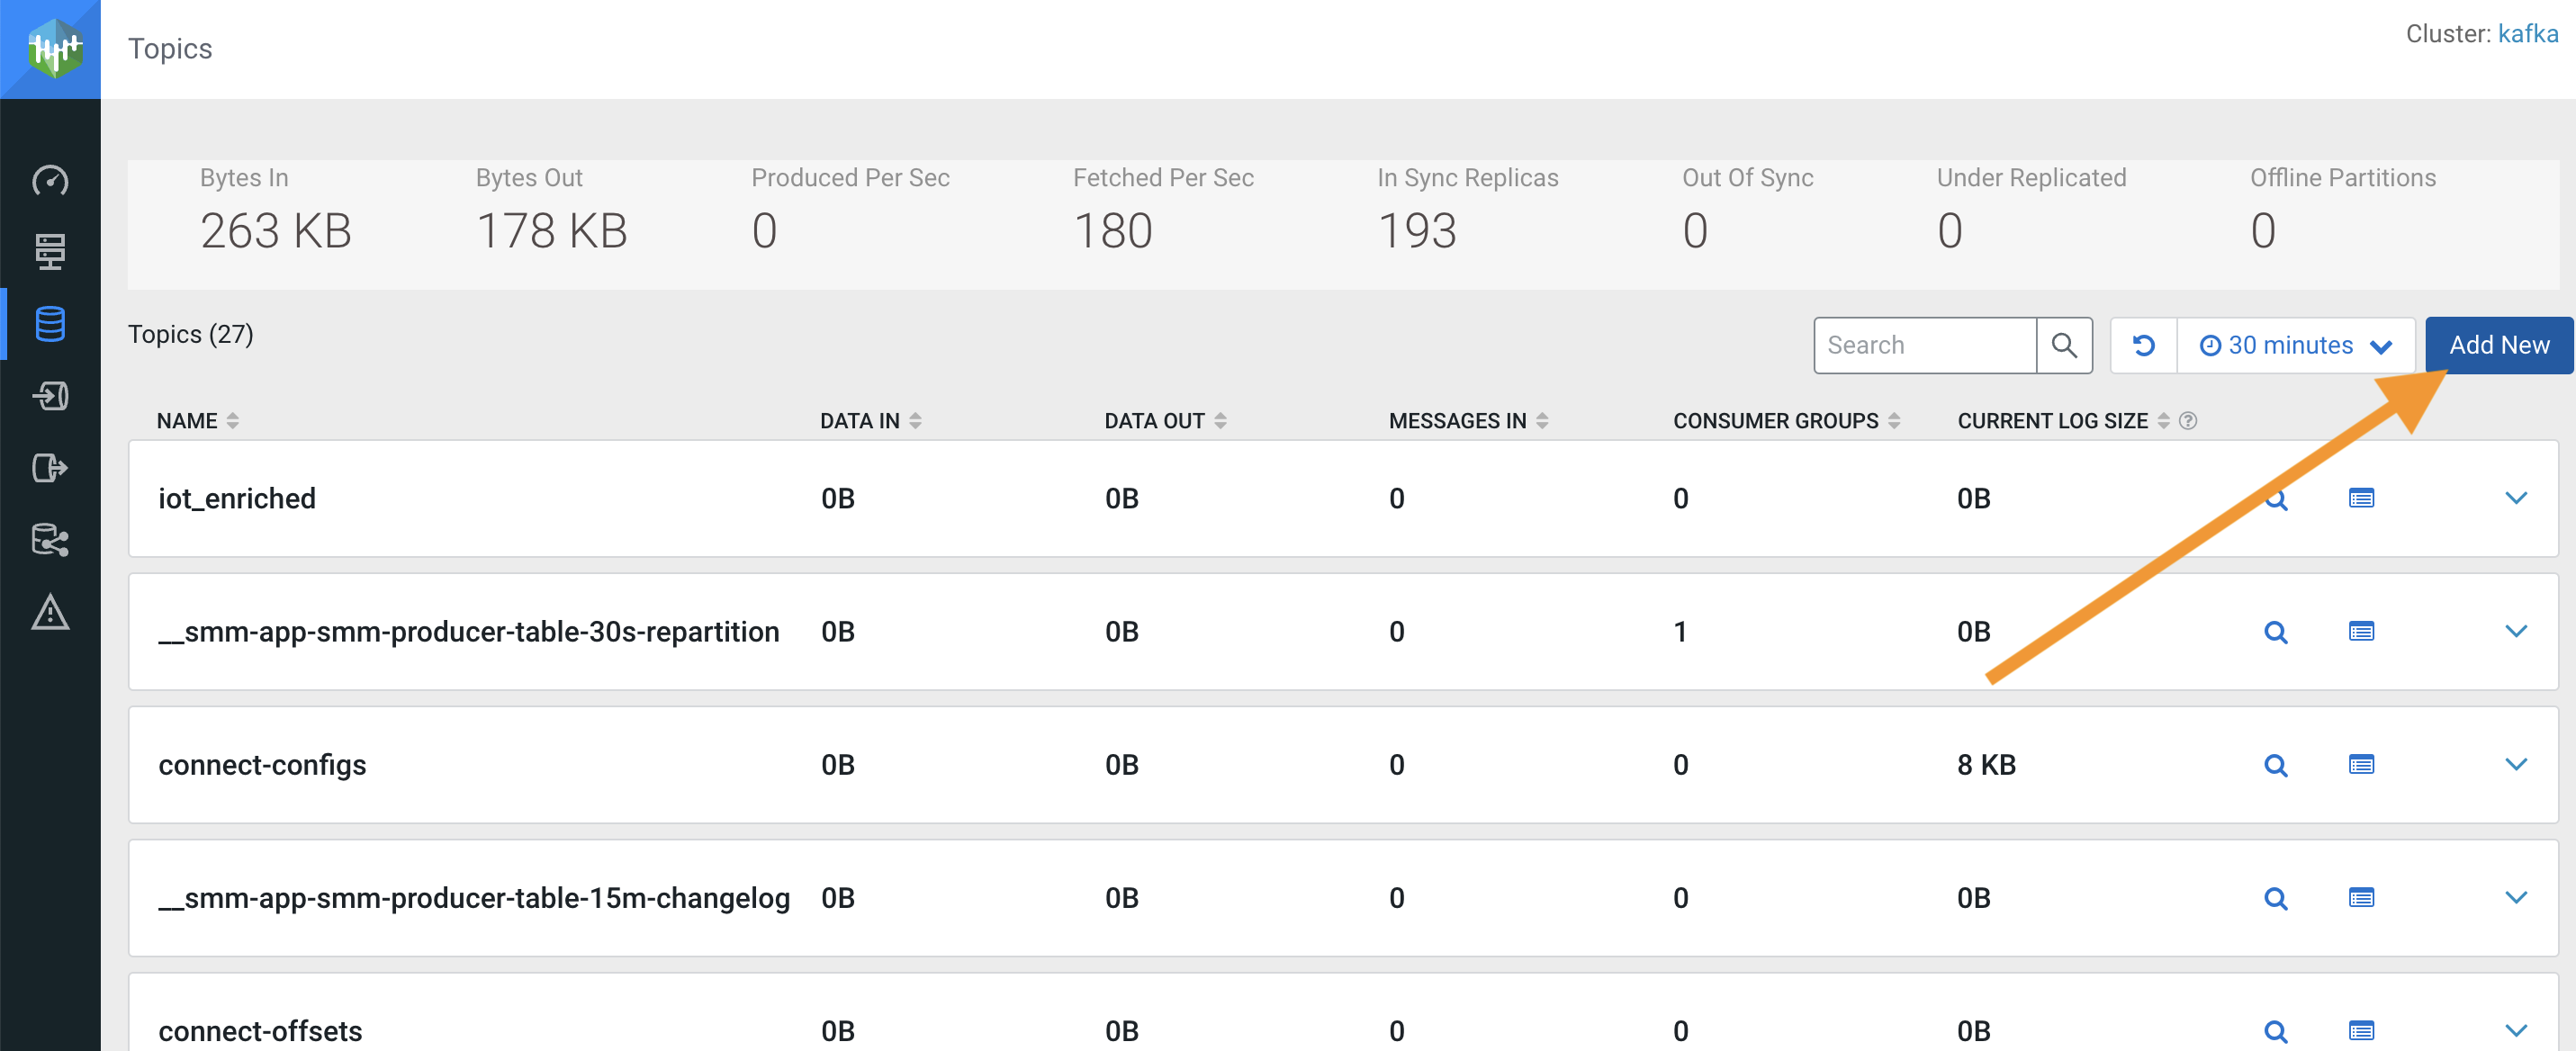 Topics
Cluster: kafka
Bytes In Bytes Out Produced Per Sec Fetched Per Sec In Sync Replicas Out Of Sync Under Replicated Offline Partitions
263 KB 178 KB 0 180 193 0 0 0
Topics (27)
Search 30 minutes Add New
NAME DATA IN DATA OUT MESSAGES IN CONSUMER GROUPS CURRENT LOG SIZE ?
iot_enriched 0B 0B 0 0 0B
__smm-app-smm-producer-table-30s-repartition 0B 0B 0 1 0B
connect-configs 0B 0B 0 0 8 KB
__smm-app-smm-producer-table-15m-changelog 0B 0B 0 0 0B
connect-offsets 0B 0B 0 0 0B